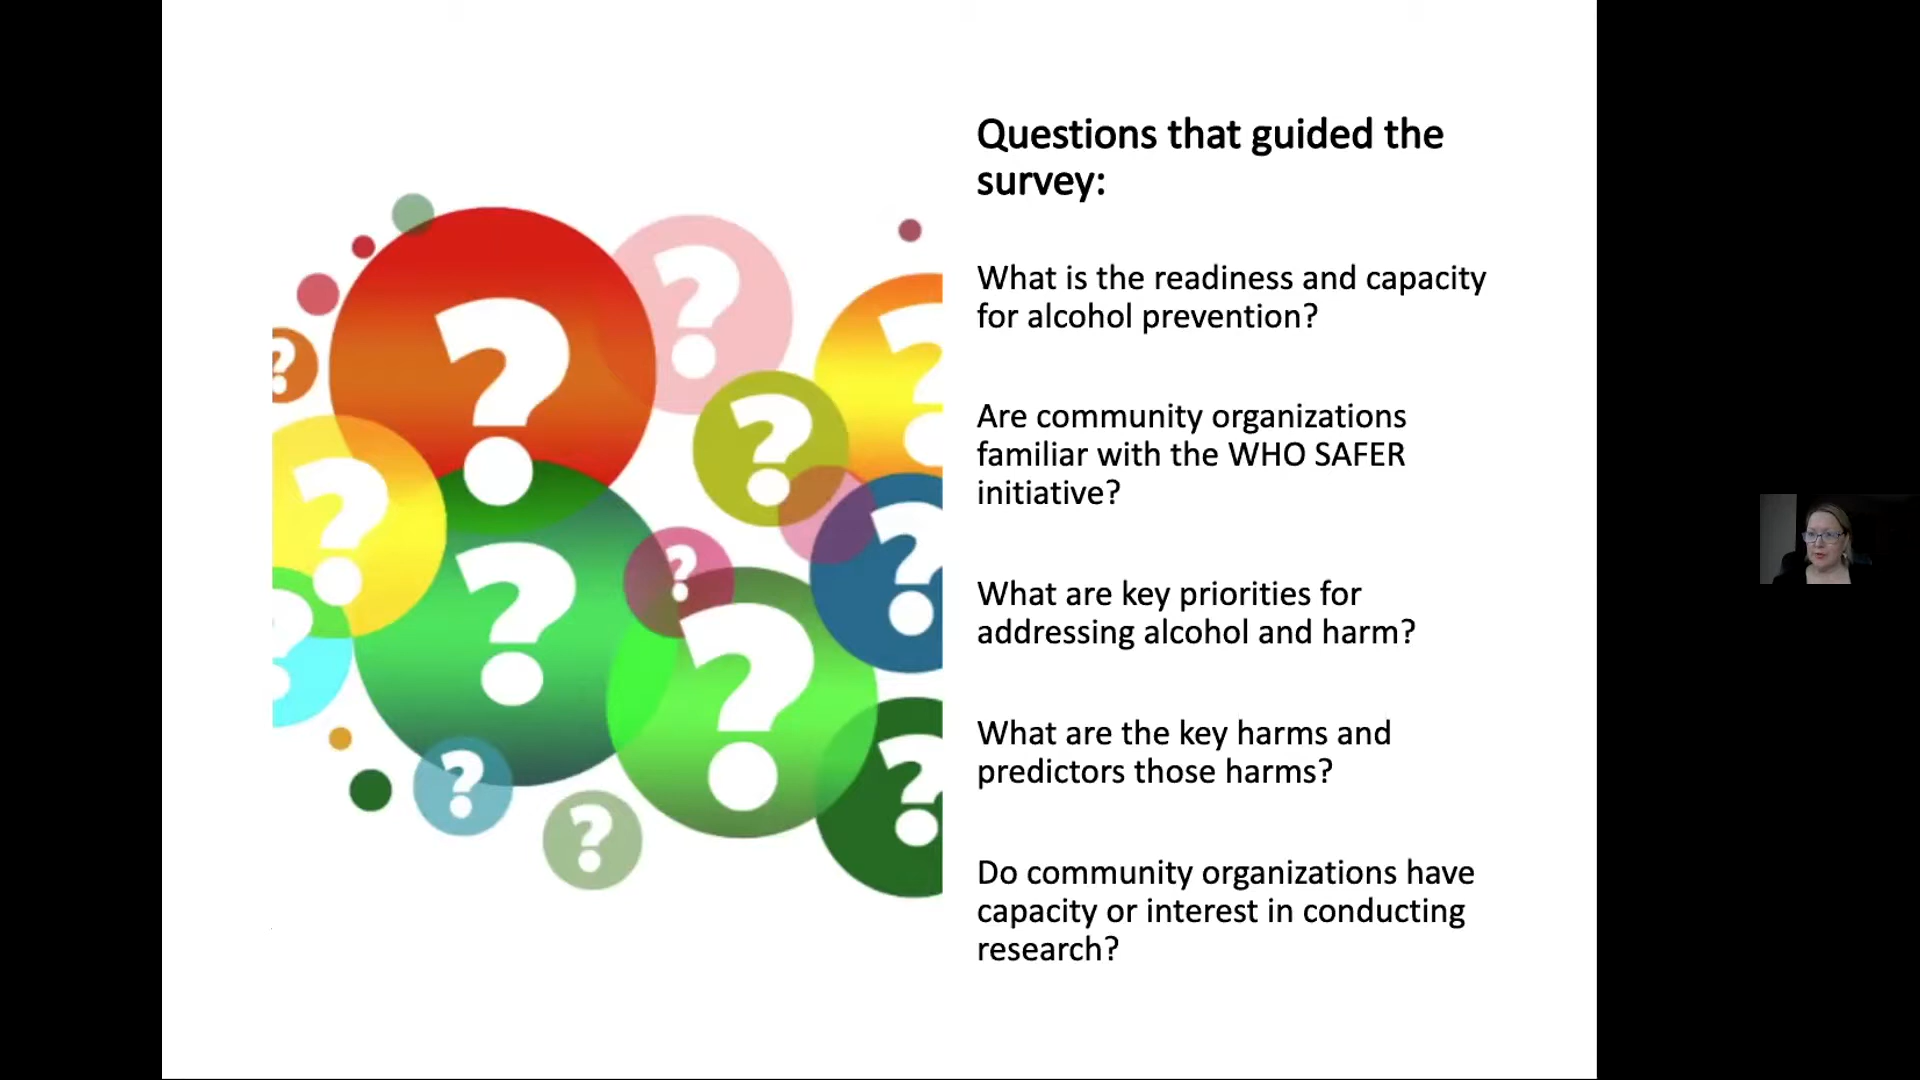 Questions that guided the
survey:
What is the readiness and capacity
for alcohol prevention?
Are community organizations
familiar with the WHO SAFER
initiative?
What are key priorities for
addressing alcohol and harm?
What are the key harms and
predictors those harms?
Do community organizations have
capacity or interest in conducting
research?